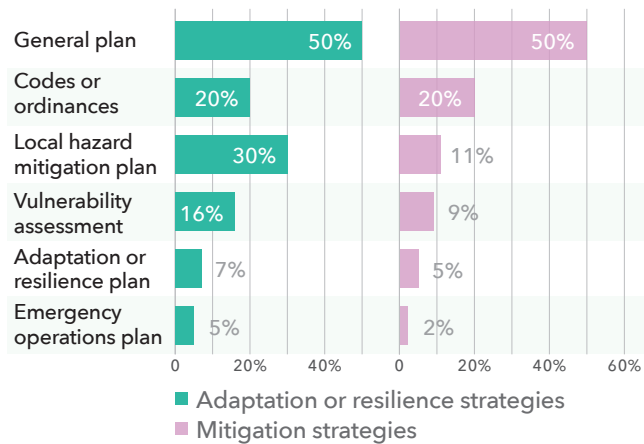 General plan
50%
50%
Codes or
ordinances
20%
20%
Local hazard
mitigation plan
30%
11%
Vulnerability
assessment
16%
9%
Adaptation or
resilience plan
7%
5%
Emergency
operations plan
5%
2%
0 20% 40% 0 20% 40% 60%
Adaptation or resilience strategies
Mitigation strategies